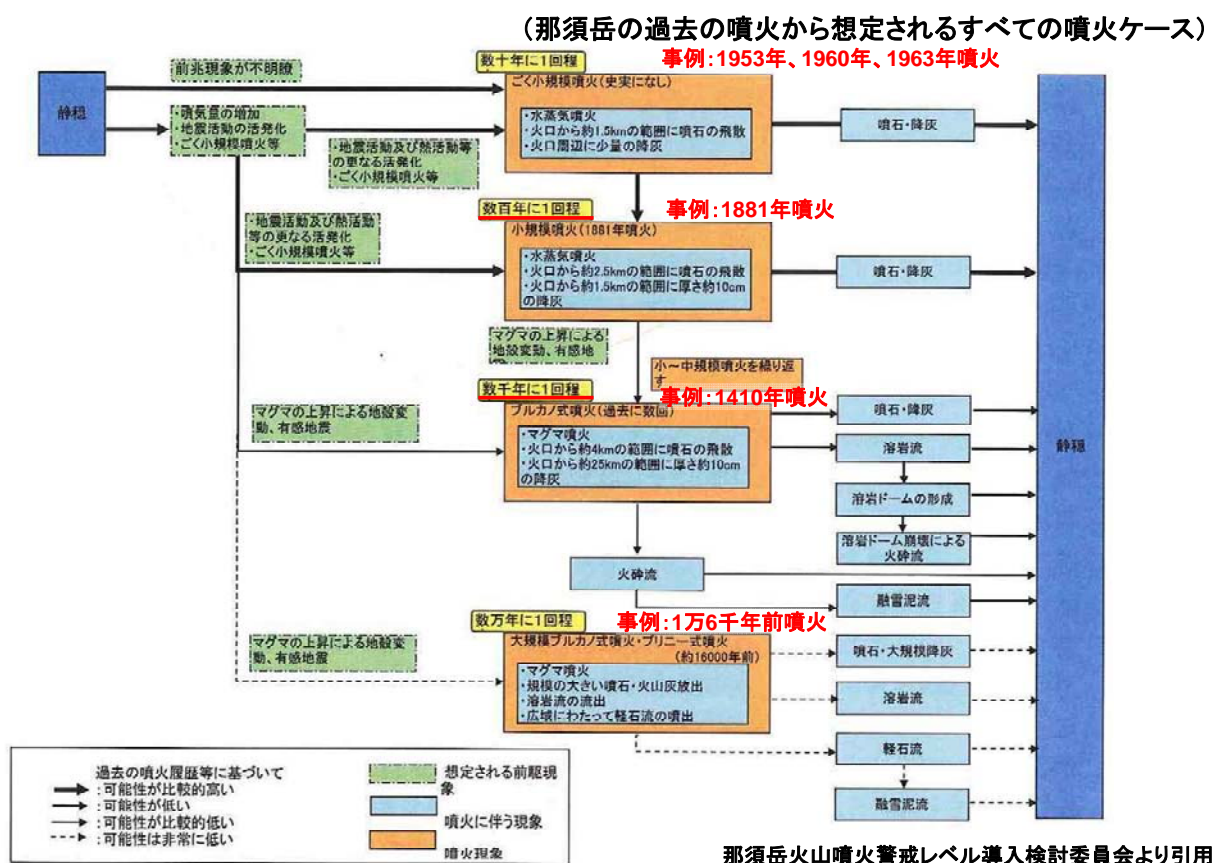 (那須岳の過去の噴火から想定されるすべての噴火ケース)
数十年に1回程
事例:1953年、1960年、1963年噴火
前兆現象が不明瞭
静穏
・噴気量の増加
・地震活動の活発化
・ごく小規模噴火等
・地震活動及び熱活動等
の更なる活発化
・ごく小規模噴火等
ごく小規模噴火(史実になし)
・水蒸気噴火
・火口から約1.5kmの範囲に噴石の飛散
・火口周辺に少量の降灰
噴石・降灰
数百年に1回程
事例:1881年噴火
・地震活動及び熱活動
等の更なる活発化
・ごく小規模噴火等
小規模噴火(1881年噴火)
・水蒸気噴火
・火口から約2.5kmの範囲に噴石の飛散
・火口から約1.5kmの範囲に厚さ約10cm
の降灰
噴石・降灰
マグマの上昇による
地殻変動、有感地
小～中規模噴火を繰り返
す
数千年に1回程
事例:1410年噴火
マグマの上昇による地殻変
動、有感地震
ブルカノ式噴火(過去に数回)
・マグマ噴火
・火口から約4kmの範囲に噴石の飛散
・火口から約25kmの範囲に厚さ約10cm
の降灰
噴石・降灰
溶岩流
溶岩ドームの形成
溶岩ドーム崩壊による
火砕流
静穏
火砕流
融雪泥流
数万年に1回程
事例:1万6千年前噴火
マグマの上昇による地殻変
動、有感地震
大規模ブルカノ式噴火・プリニー式噴火
(約16000年前)
・マグマ噴火
・規模の大きい噴石・火山灰放出
・溶岩流の流出
・広域にわたって軽石流の噴出
噴石・大規模降灰
溶岩流
軽石流
融雪泥流
過去の噴火履歴等に基づいて
:可能性が比較的高い
:可能性が低い
:可能性が比較的低い
:可能性は非常に低い
想定される前駆現
象
噴火に伴う現象
噴火現象
那須岳火山噴火警戒レベル導入検討委員会より引用